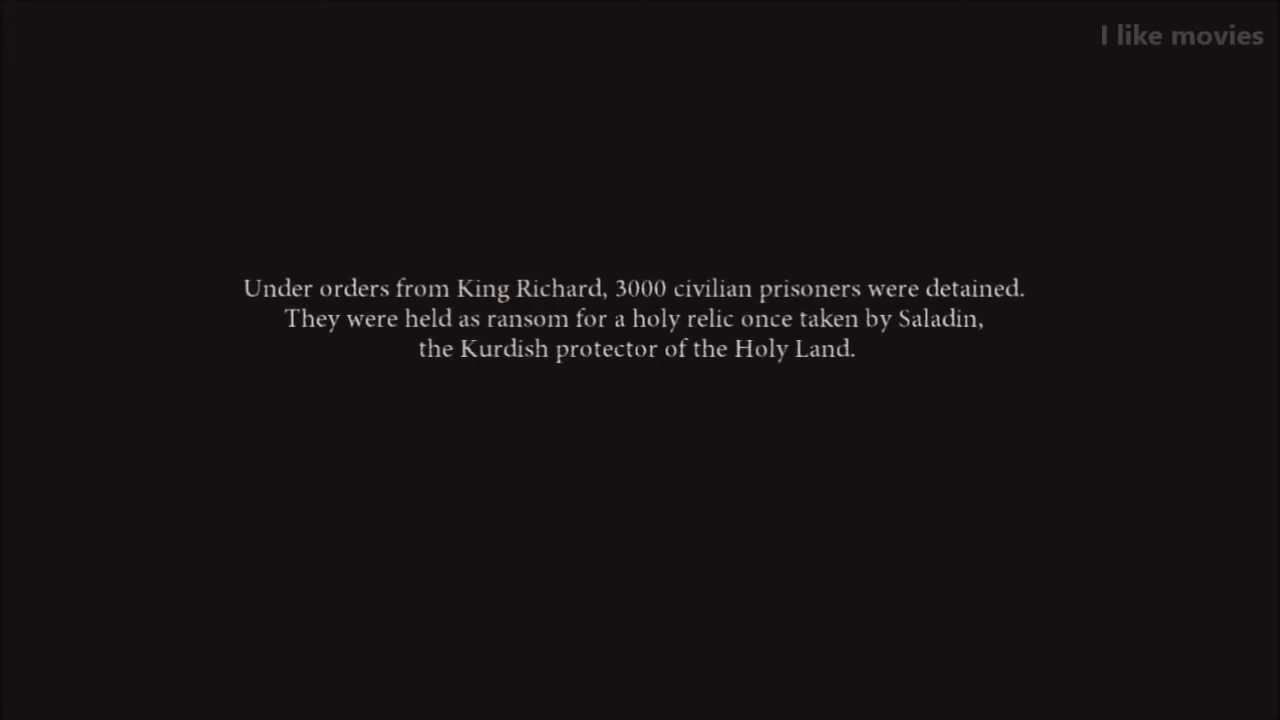 I like movies
Under orders from King Richard, 3000 civilian prisoners were detained.
They were held as ransom for a holy relic once taken by Saladin,
the Kurdish protector of the Holy Land.